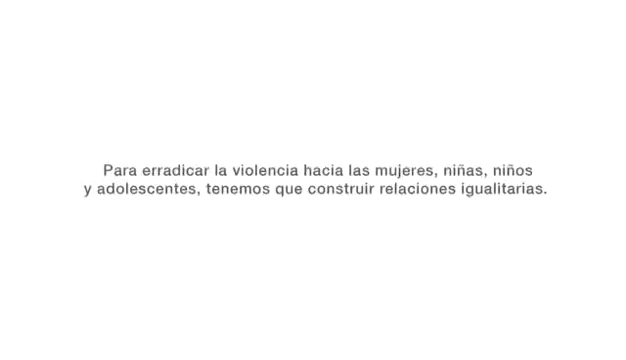 Para erradicar la violencia hacia las mujeres, niñas, niños
y adolescentes, tenemos que construir relaciones igualitarias.